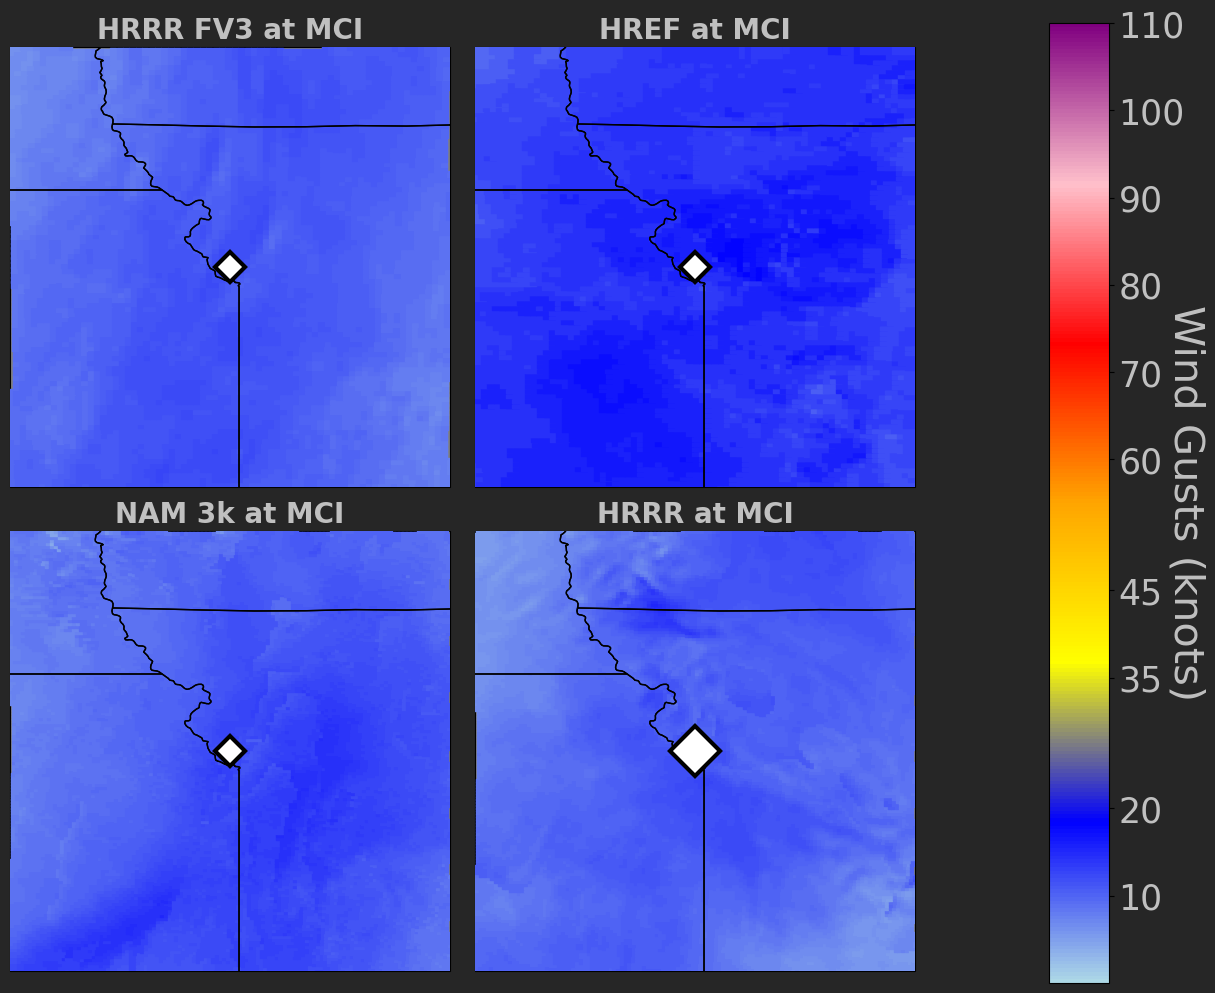 HRRR FV3 at MCI
HREF at MCI
NAM 3k at MCI
HRRR at MCI
110
100
90
80
70
60
45
35
20
10
Wind Gusts (knots)